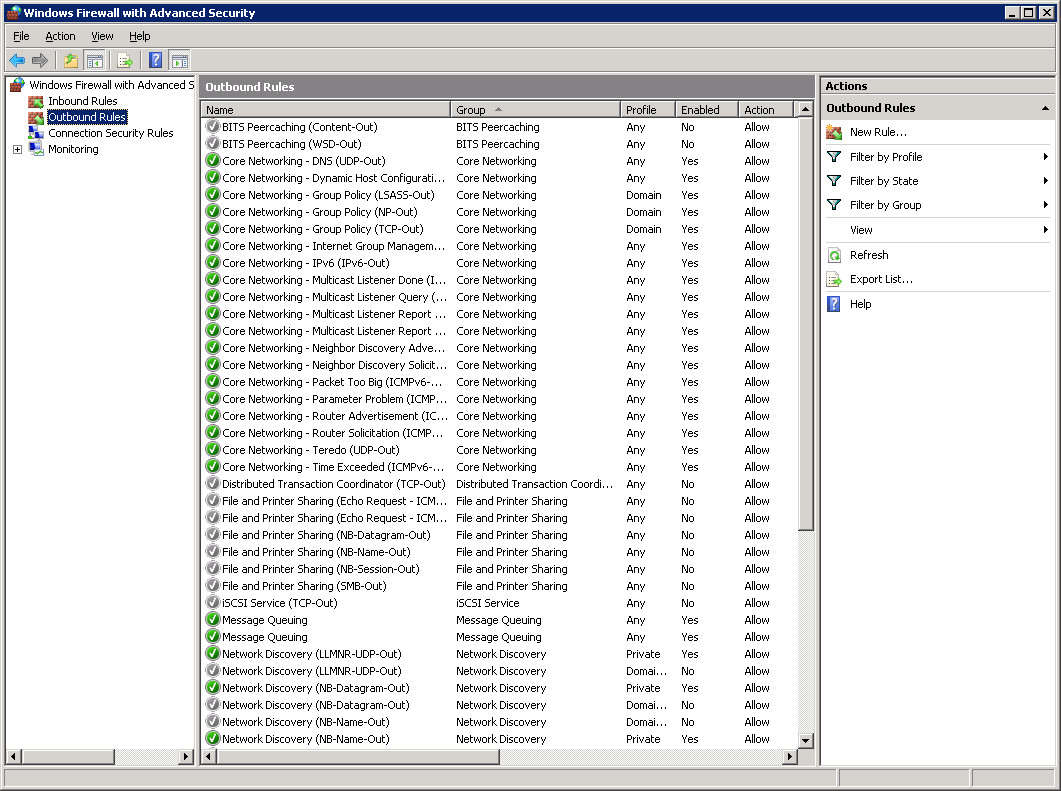 Windows Firewall with Advanced Security
File Action View Help
Windows Firewall with Advanced S
Inbound Rules
Outbound Rules
Connection Security Rules
Monitoring
Outbound Rules
Name Group Profile Enabled Action
BITS Peercaching (Content-Out) BITS Peercaching Any No Allow
BITS Peercaching (WSD-Out) BITS Peercaching Any No Allow
Core Networking - DNS (UDP-Out) Core Networking Any Yes Allow
Core Networking - Dynamic Host Configurati... Core Networking Any Yes Allow
Core Networking - Group Policy (LSASS-Out) Core Networking Domain Yes Allow
Core Networking - Group Policy (NP-Out) Core Networking Domain Yes Allow
Core Networking - Group Policy (TCP-Out) Core Networking Domain Yes Allow
Core Networking - Internet Group Managem... Core Networking Any Yes Allow
Core Networking - IPv6 (IPv6-Out) Core Networking Any Yes Allow
Core Networking - Multicast Listener Done (I... Core Networking Any Yes Allow
Core Networking - Multicast Listener Query (... Core Networking Any Yes Allow
Core Networking - Multicast Listener Report ... Core Networking Any Yes Allow
Core Networking - Multicast Listener Report ... Core Networking Any Yes Allow
Core Networking - Neighbor Discovery Adve... Core Networking Any Yes Allow
Core Networking - Neighbor Discovery Solicit... Core Networking Any Yes Allow
Core Networking - Packet Too Big (ICMPv6-... Core Networking Any Yes Allow
Core Networking - Parameter Problem (ICMP... Core Networking Any Yes Allow
Core Networking - Router Advertisement (IC... Core Networking Any Yes Allow
Core Networking - Router Solicitation (ICMP... Core Networking Any Yes Allow
Core Networking - Teredo (UDP-Out) Core Networking Any Yes Allow
Core Networking - Time Exceeded (ICMPv6-... Core Networking Any Yes Allow
Distributed Transaction Coordinator (TCP-Out) Distributed Transaction Coordi... Any No Allow
File and Printer Sharing (Echo Request - ICM... File and Printer Sharing Any No Allow
File and Printer Sharing (Echo Request - ICM... File and Printer Sharing Any No Allow
File and Printer Sharing (NB-Datagram-Out) File and Printer Sharing Any No Allow
File and Printer Sharing (NB-Name-Out) File and Printer Sharing Any No Allow
File and Printer Sharing (NB-Session-Out) File and Printer Sharing Any No Allow
File and Printer Sharing (SMB-Out) File and Printer Sharing Any No Allow
iSCSI Service (TCP-Out) iSCSI Service Any No Allow
Message Queuing Message Queuing Any Yes Allow
Message Queuing Message Queuing Any Yes Allow
Network Discovery (LLMNR-UDP-Out) Network Discovery Private Yes Allow
Network Discovery (LLMNR-UDP-Out) Network Discovery Domai... No Allow
Network Discovery (NB-Datagram-Out) Network Discovery Private Yes Allow
Network Discovery (NB-Datagram-Out) Network Discovery Domai... No Allow
Network Discovery (NB-Name-Out) Network Discovery Domai... No Allow
Network Discovery (NB-Name-Out) Network Discovery Private Yes Allow
Actions
Outbound Rules
New Rule...
Filter by Profile
Filter by State
Filter by Group
View
Refresh
Export List...
Help